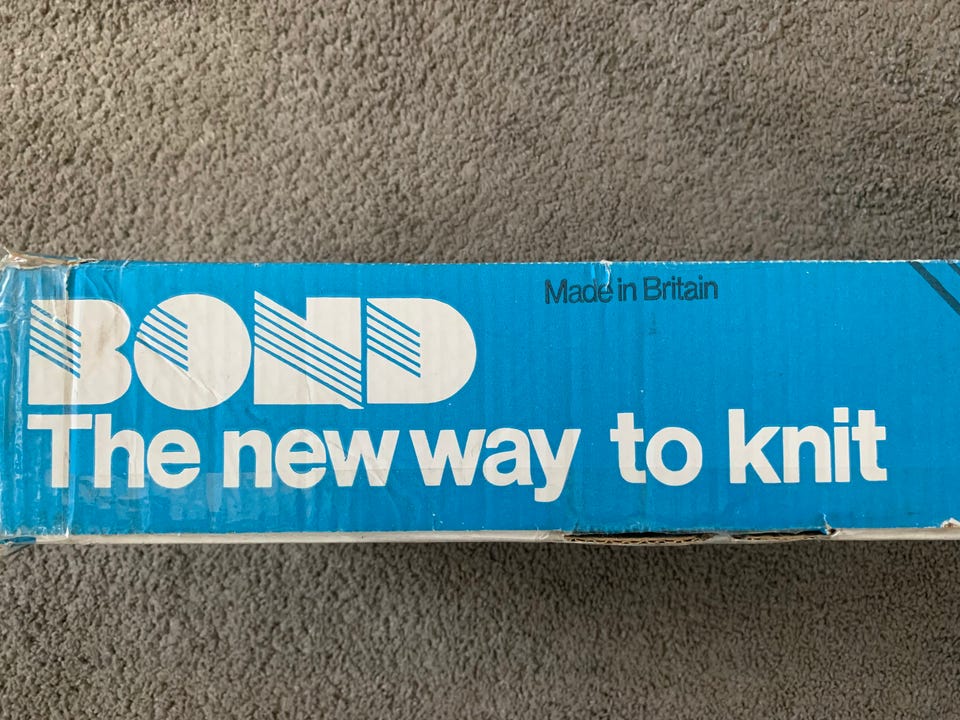 Made in Britain
BOND
The new way to knit